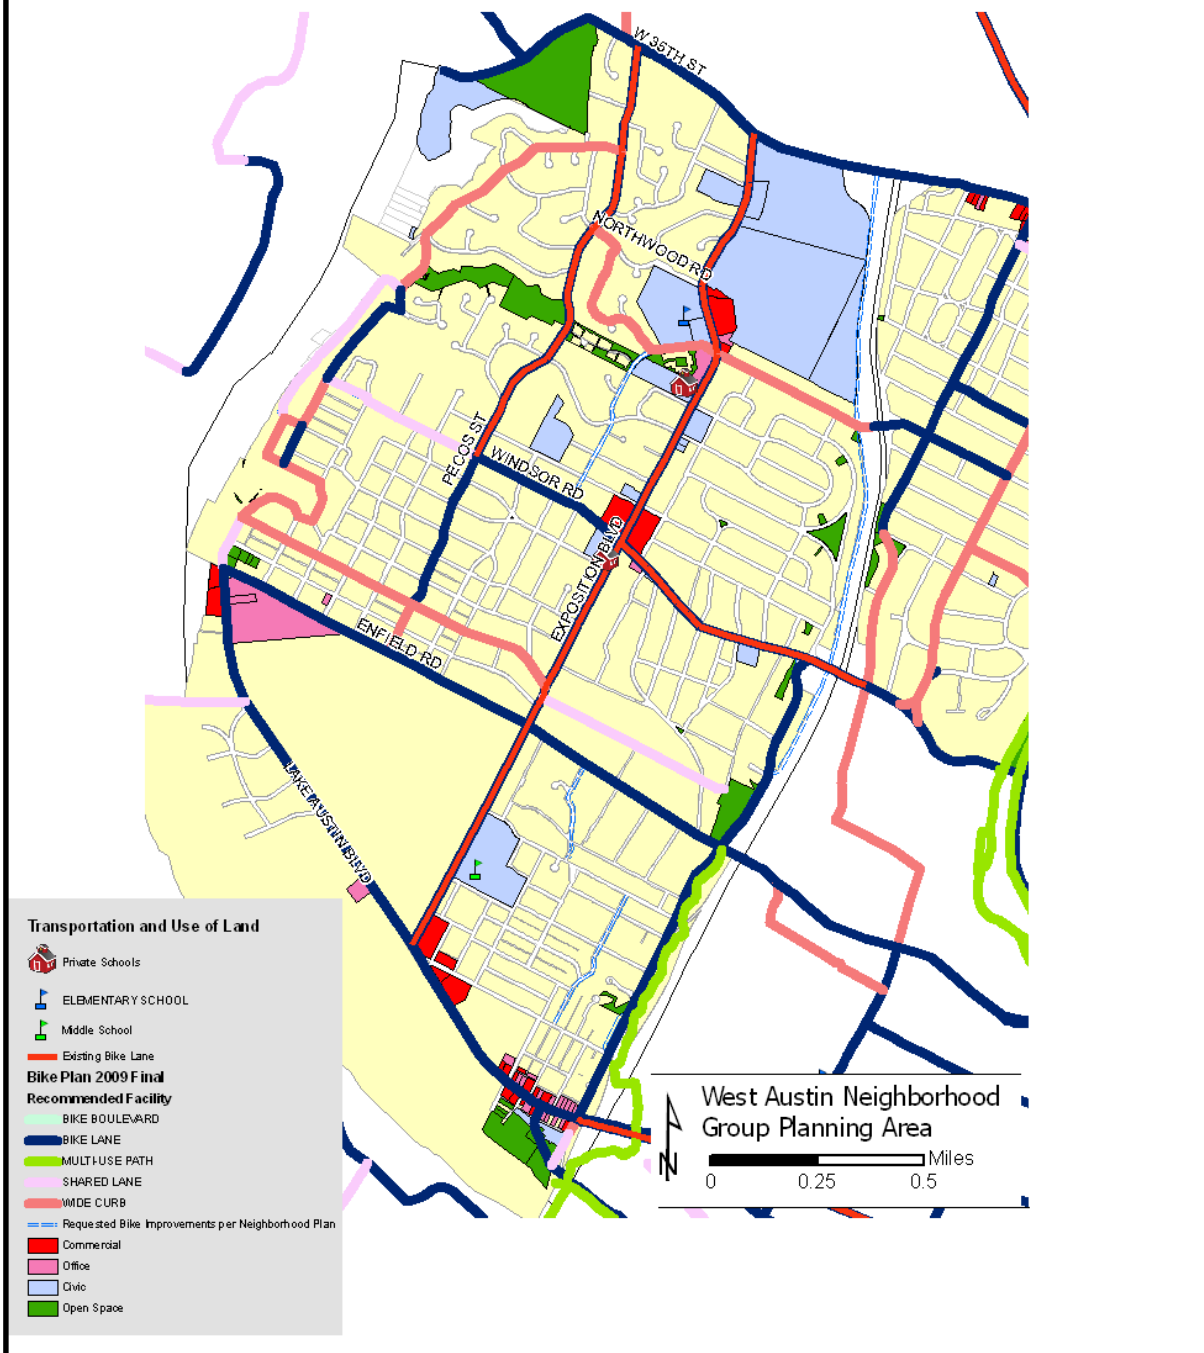 W 35TH ST
NORTHWOOD RD
PECOS ST
WINDSOR RD
EXPOSITION BLVD
ENFIELD RD
LAKE AUSTIN BLVD
Transportation and Use of Land
Private Schools
ELEMENTARY SCHOOL
Middle School
Existing Bike Lane
Bike Plan 2009 Final
Recommended Facility
BIKE BOULEVARD
BIKE LANE
MULTI-USE PATH
SHARED LANE
WIDE CURB
Requested Bike Improvements per Neighborhood Plan
Commercial
Office
Civic
Open Space
West Austin Neighborhood
Group Planning Area
N
Miles
0 0.25 0.5